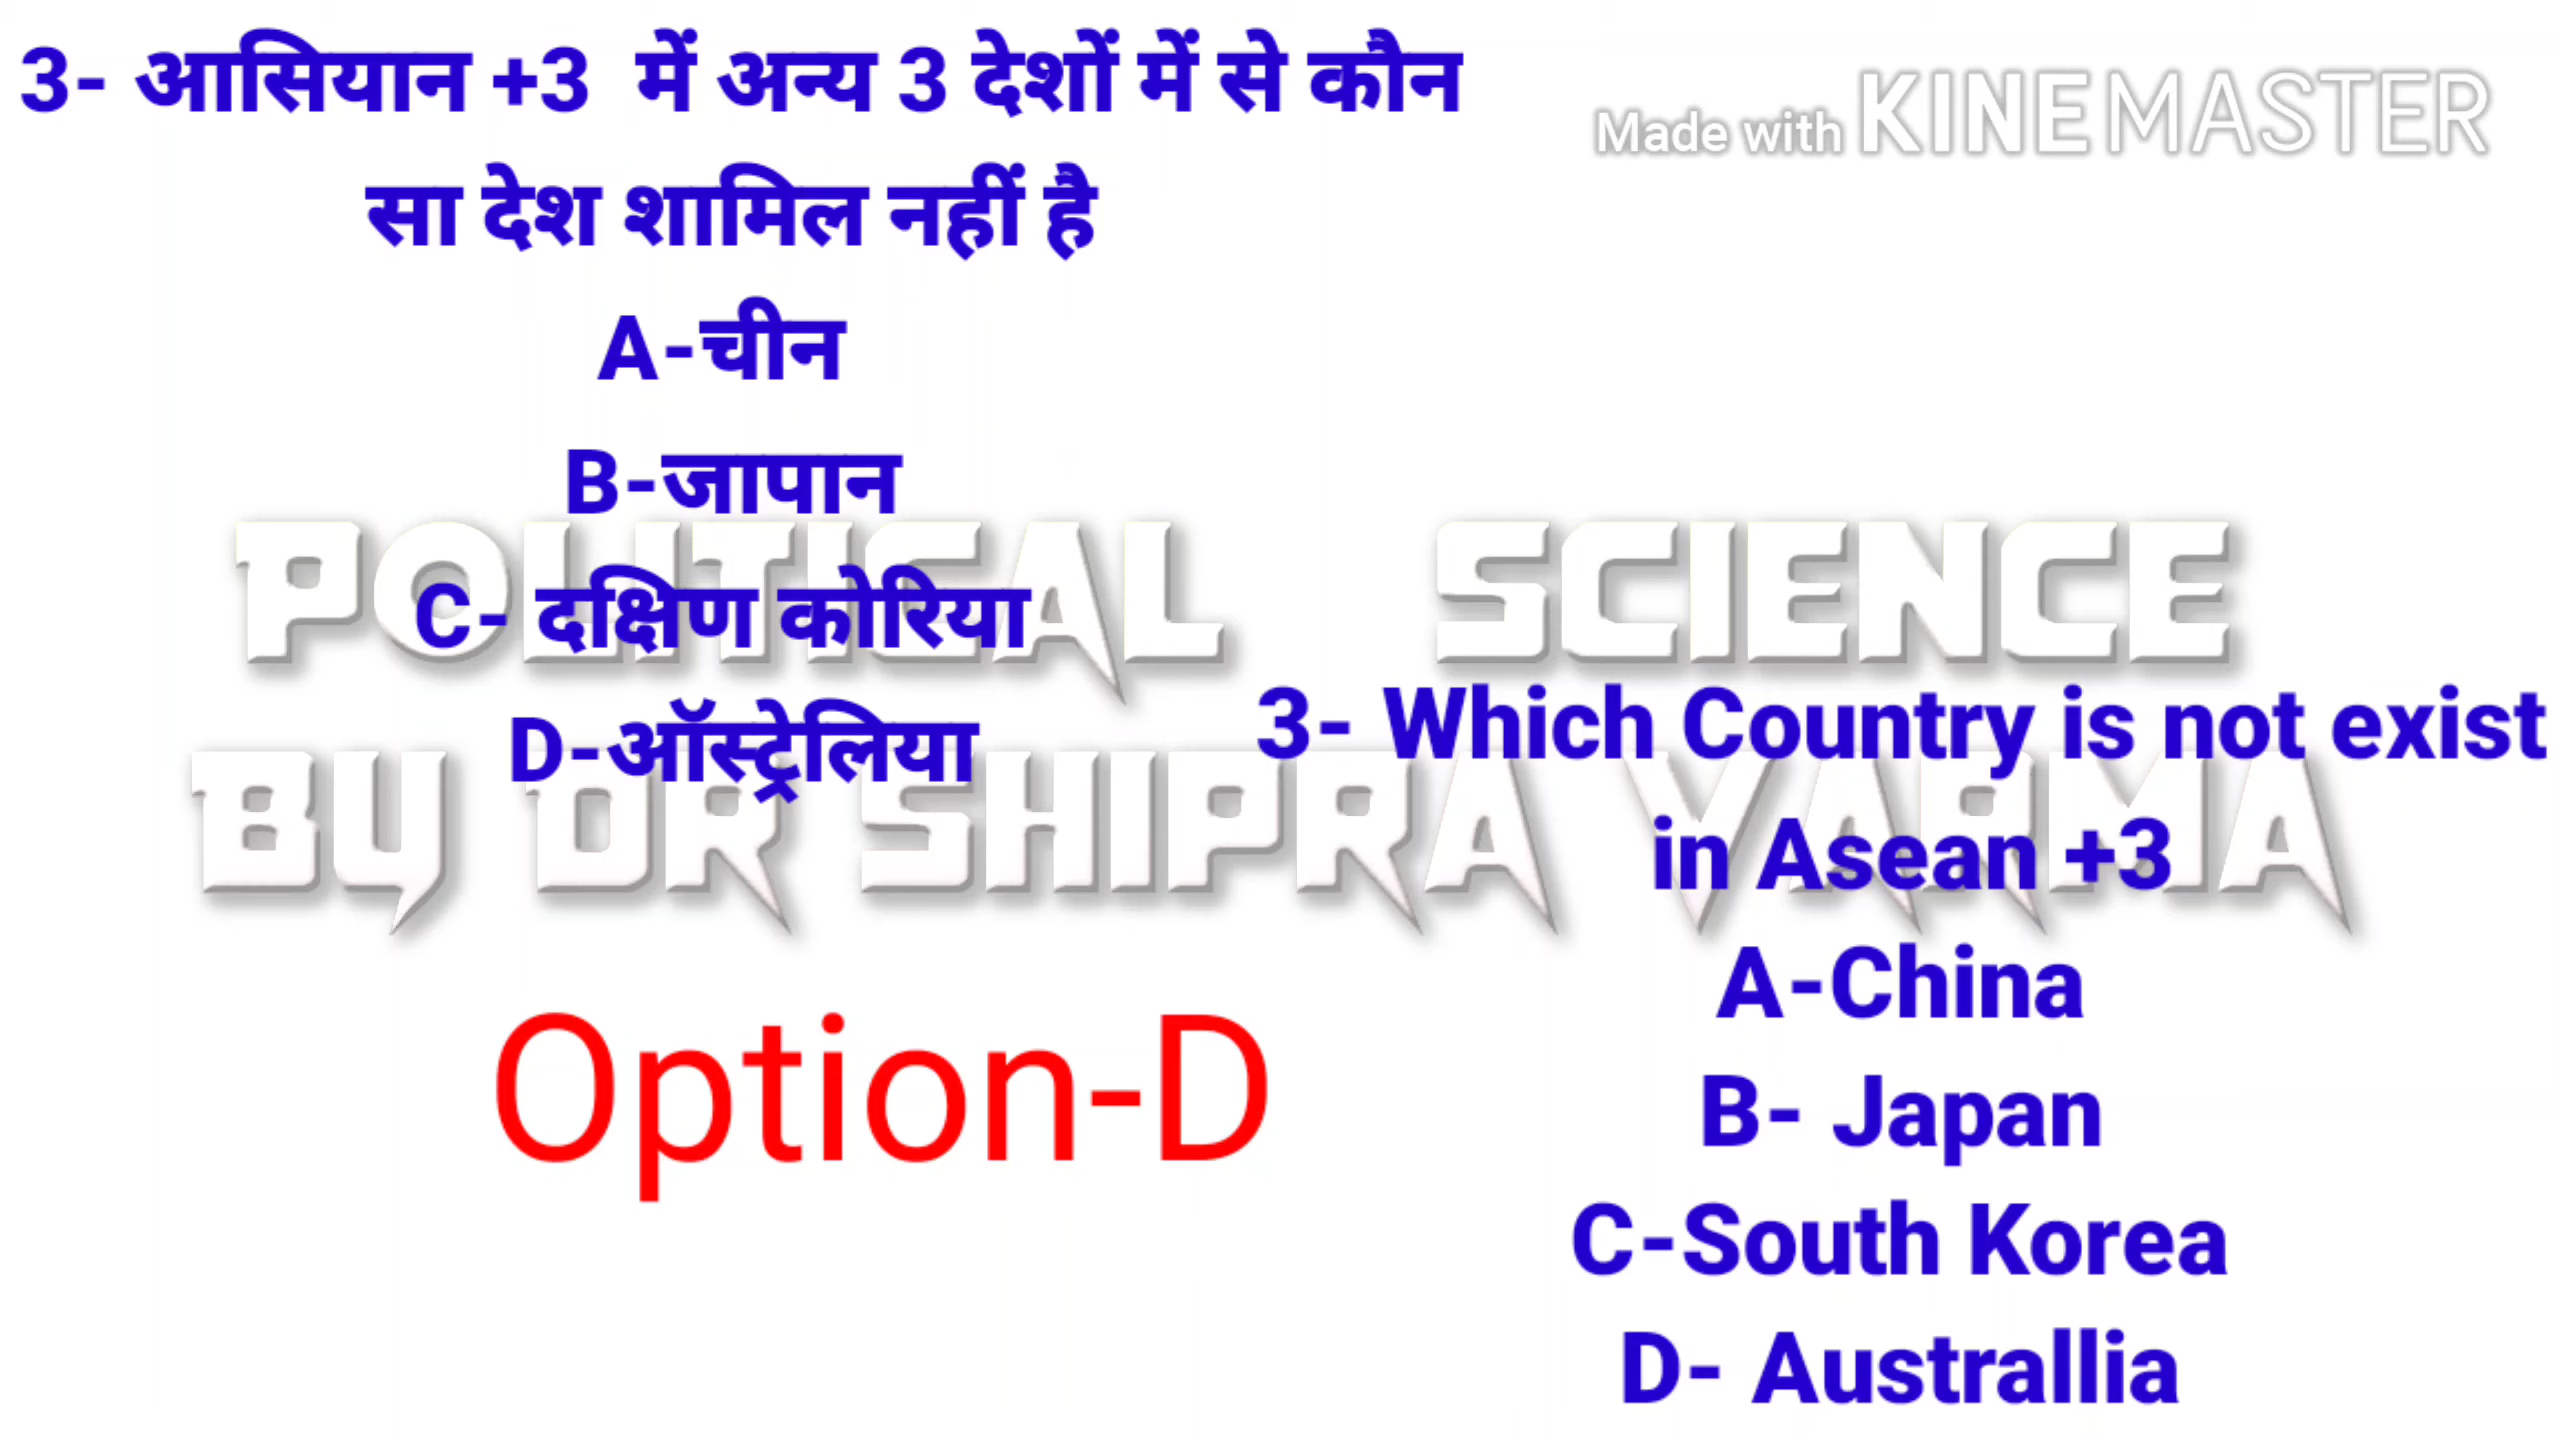 3- आसियान +3 में अन्य 3 देशों में से कौन
सा देश शामिल नहीं है
A-चीन
B-जापान
C- दक्षिण कोरिया
D-ऑस्ट्रेलिया
Made with KINEMASTER
POLITICAL SCIENCE
BY DR SHIPRA VARMA
3- Which Country is not exist
in Asean +3
A-China
B- Japan
C-South Korea
D- Australlia
Option-D